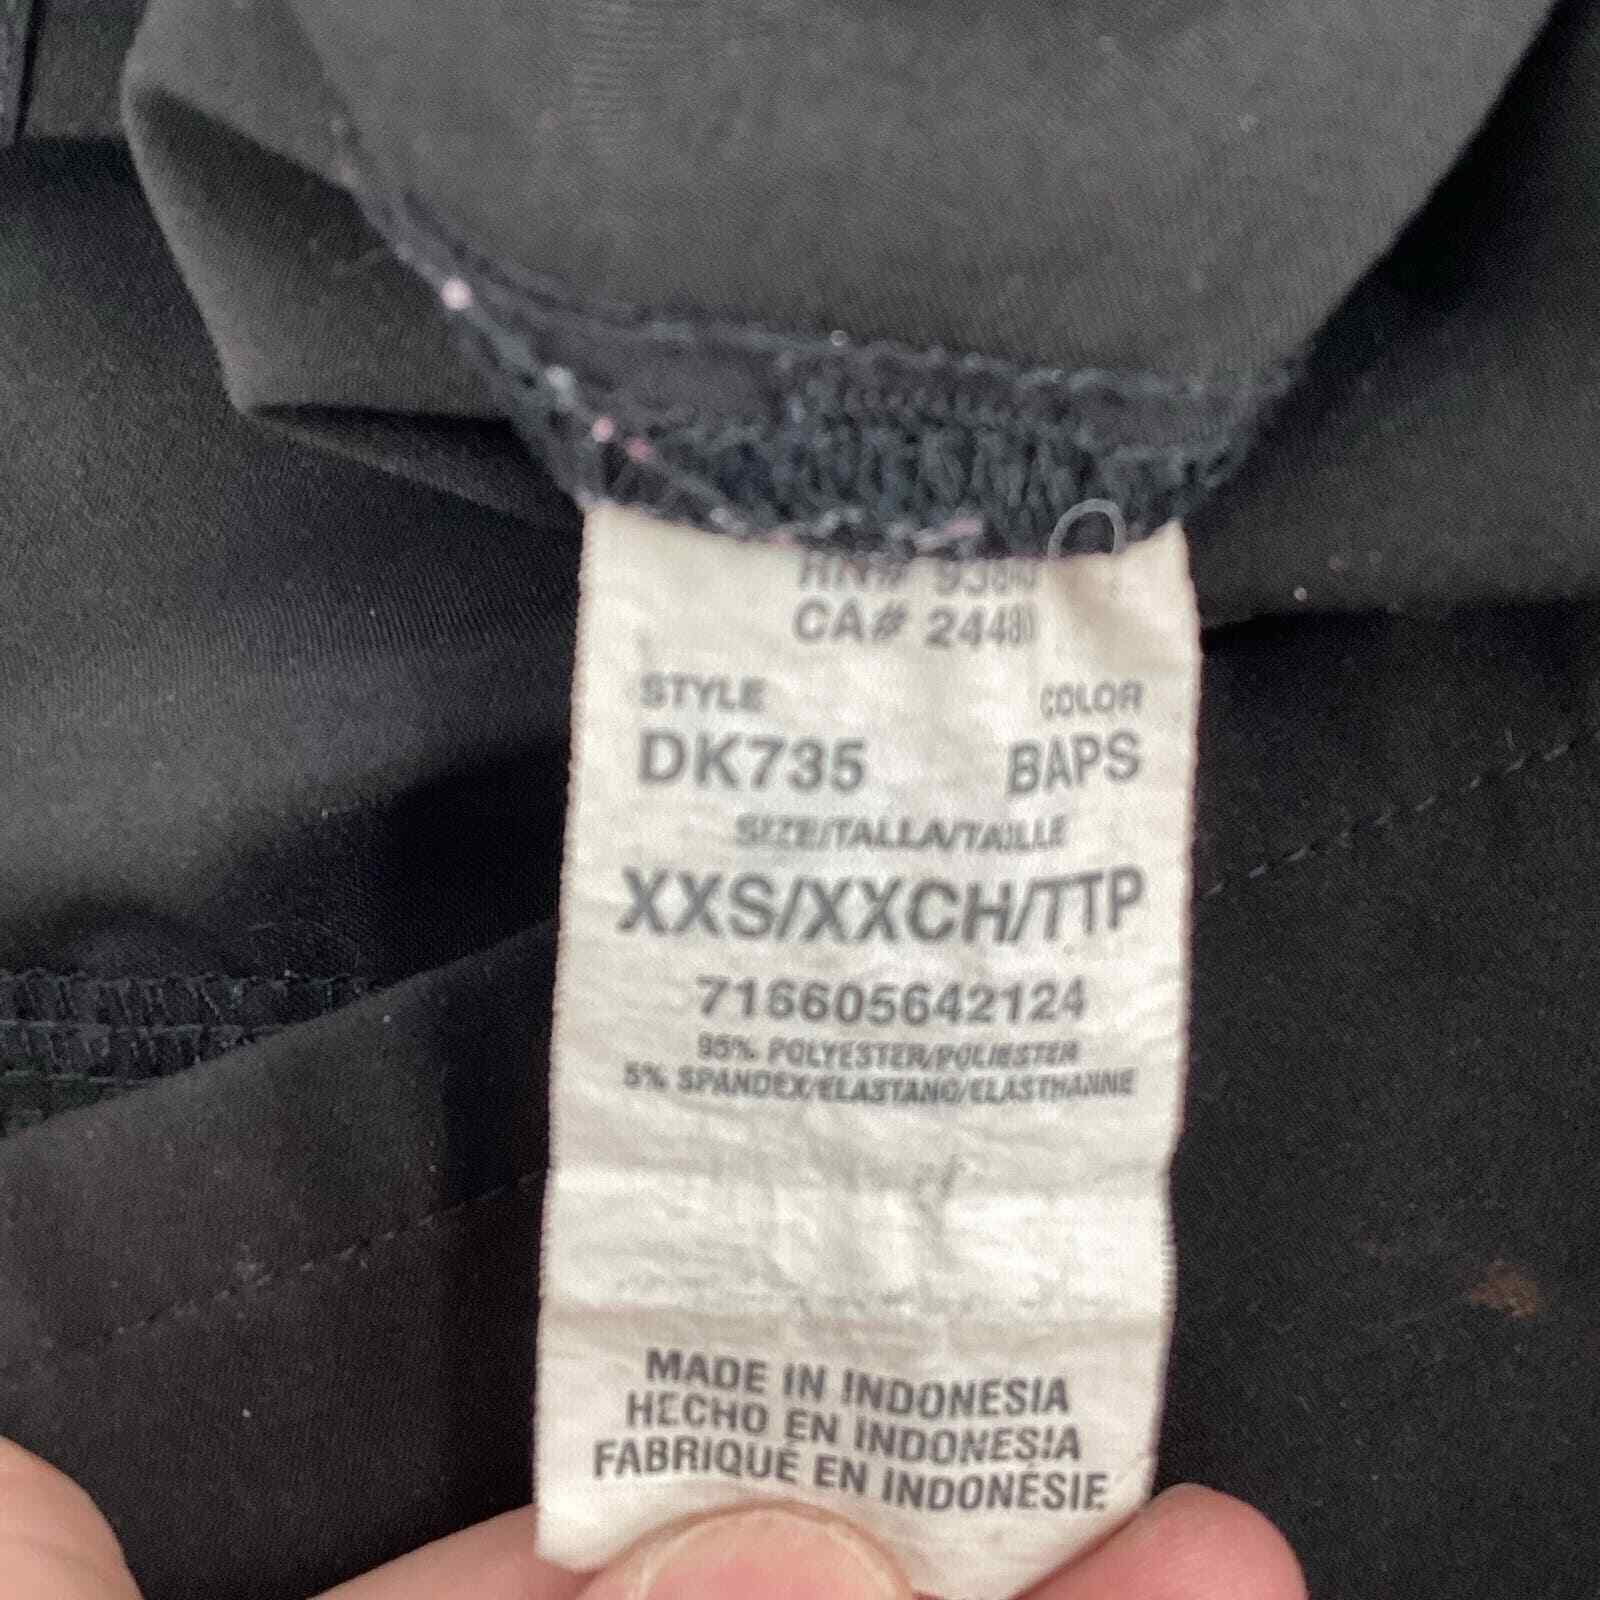 CA# 24480
STYLE COLOR
DK735 BAPS
SIZE/TALLA/TAILLE
XXS/XXCH/TTP
716605642124
95% POLYESTER/POLIESTER
5% SPANDEX/ELASTANO/ELASTHANNE
MADE IN INDONESIA
HECHO EN INDONESIA
FABRIQUÉ EN INDONÉSIE